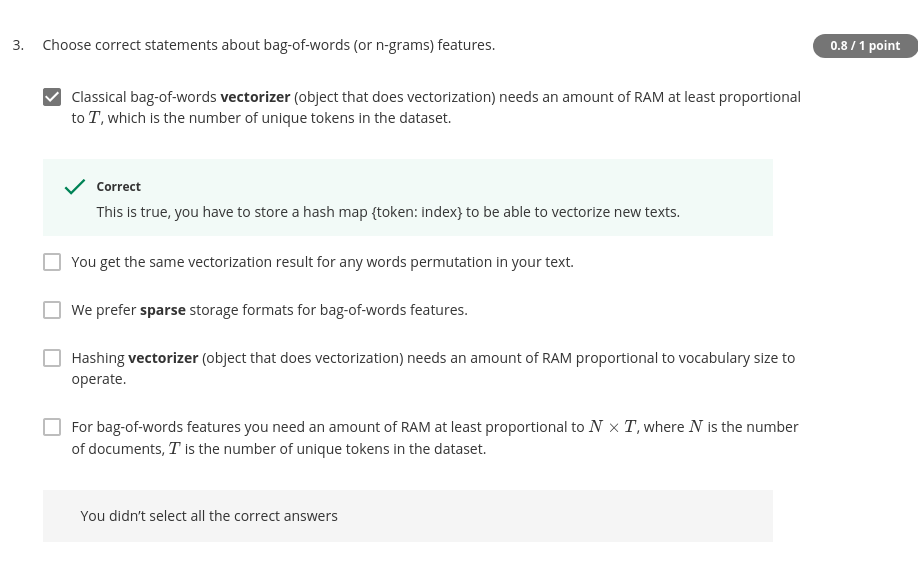 3. Choose correct statements about bag-of-words (or n-grams) features.
0.8 / 1 point
Classical bag-of-words vectorizer (object that does vectorization) needs an amount of RAM at least proportional
to T, which is the number of unique tokens in the dataset.
Correct
This is true, you have to store a hash map {token: index} to be able to vectorize new texts.
You get the same vectorization result for any words permutation in your text.
We prefer sparse storage formats for bag-of-words features.
Hashing vectorizer (object that does vectorization) needs an amount of RAM proportional to vocabulary size to
operate.
For bag-of-words features you need an amount of RAM at least proportional to N × T, where N is the number
of documents, T is the number of unique tokens in the dataset.
You didn’t select all the correct answers